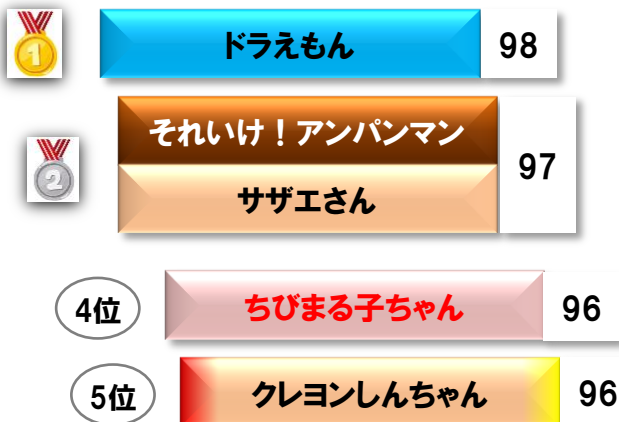 1
ドラえもん 98
2
それいけ！アンパンマン
97
サザエさん
4位 ちびまる子ちゃん 96
5位 クレヨンしんちゃん 96